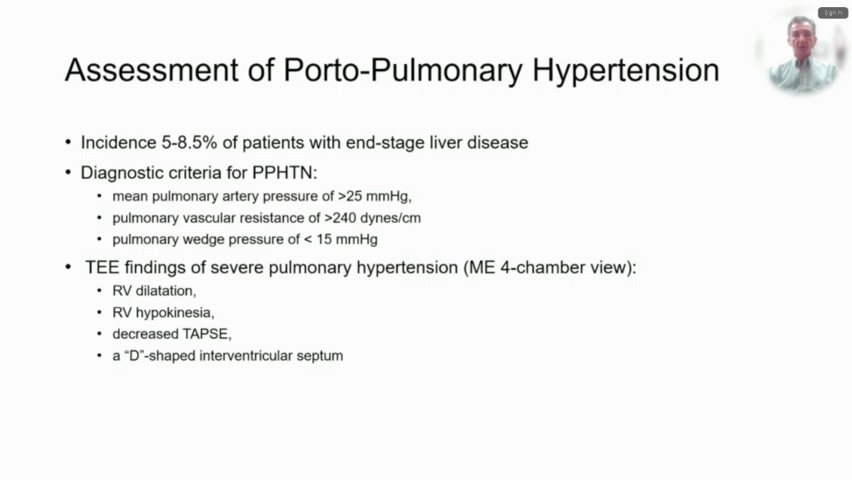 Sign in
Assessment of Porto-Pulmonary Hypertension
• Incidence 5-8.5% of patients with end-stage liver disease
• Diagnostic criteria for PPHTN:
• mean pulmonary artery pressure of >25 mmHg,
• pulmonary vascular resistance of >240 dynes/cm
• pulmonary wedge pressure of < 15 mmHg
• TEE findings of severe pulmonary hypertension (ME 4-chamber view):
• RV dilatation,
• RV hypokinesia,
• decreased TAPSE,
• a “D”-shaped interventricular septum